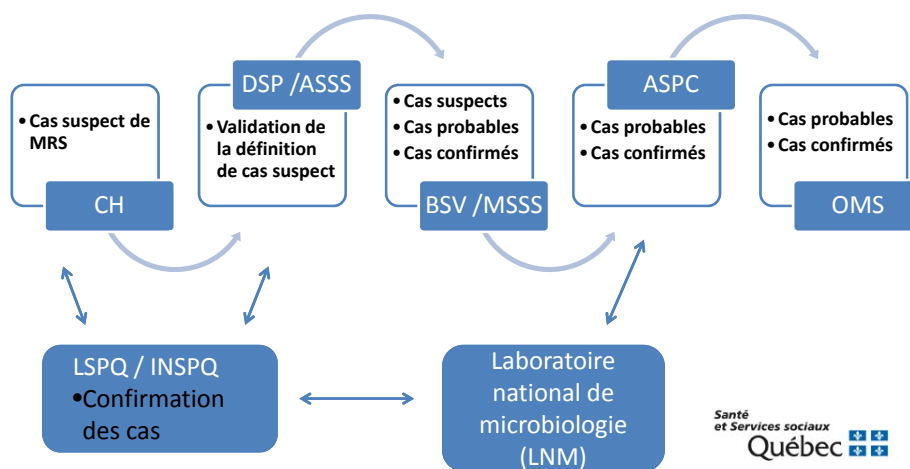 • Cas suspect de
MRS
CH
DSP /ASSS
• Validation de
la définition
de cas suspect
• Cas suspects
• Cas probables
• Cas confirmés
BSV /MSSS
ASPC
• Cas probables
• Cas confirmés
• Cas probables
• Cas confirmés
OMS
LSPQ / INSPQ
•Confirmation
des cas
Laboratoire
national de
microbiologie
(LNM)
Santé
et Services sociaux
Québec